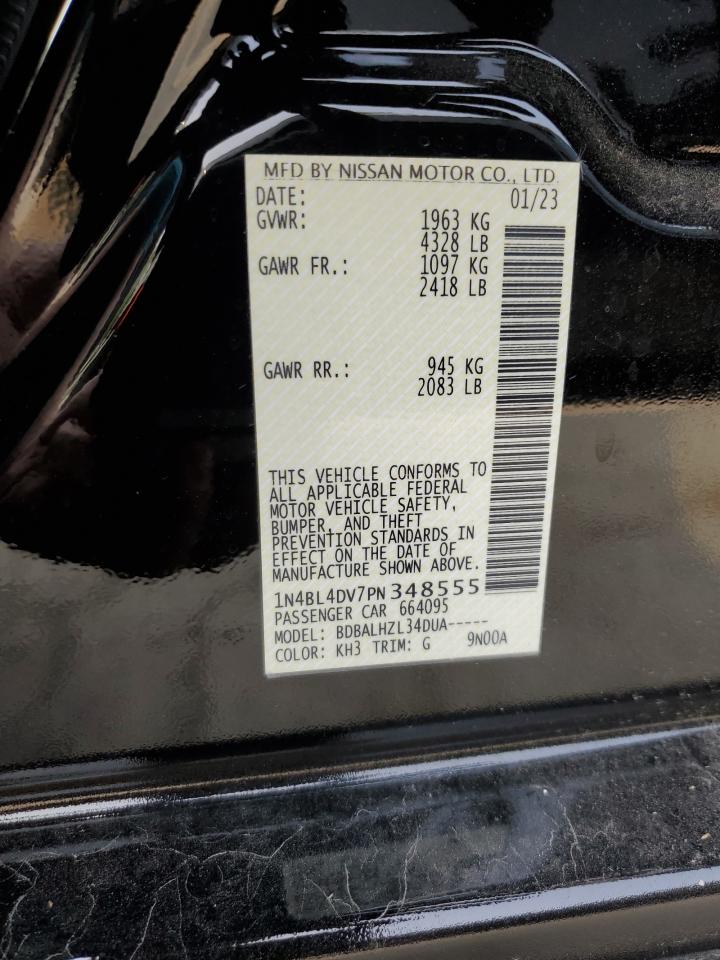 MFD BY NISSAN MOTOR CO., LTD
DATE: 01/23
GVWR: 1963 KG
4328 LB
GAWR FR.: 1097 KG
2418 LB
GAWR RR.: 945 KG
2083 LB
THIS VEHICLE CONFORMS TO
ALL APPLICABLE FEDERAL
MOTOR VEHICLE SAFETY,
BUMPER, AND THEFT
PREVENTION STANDARDS IN
EFFECT ON THE DATE OF
MANUFACTURE SHOWN ABOVE.
1N4BL4DV7PN348555
PASSENGER CAR 664095
MODEL: BDBALHZL34DUA-----
COLOR: KH3 TRIM: G 9N00A